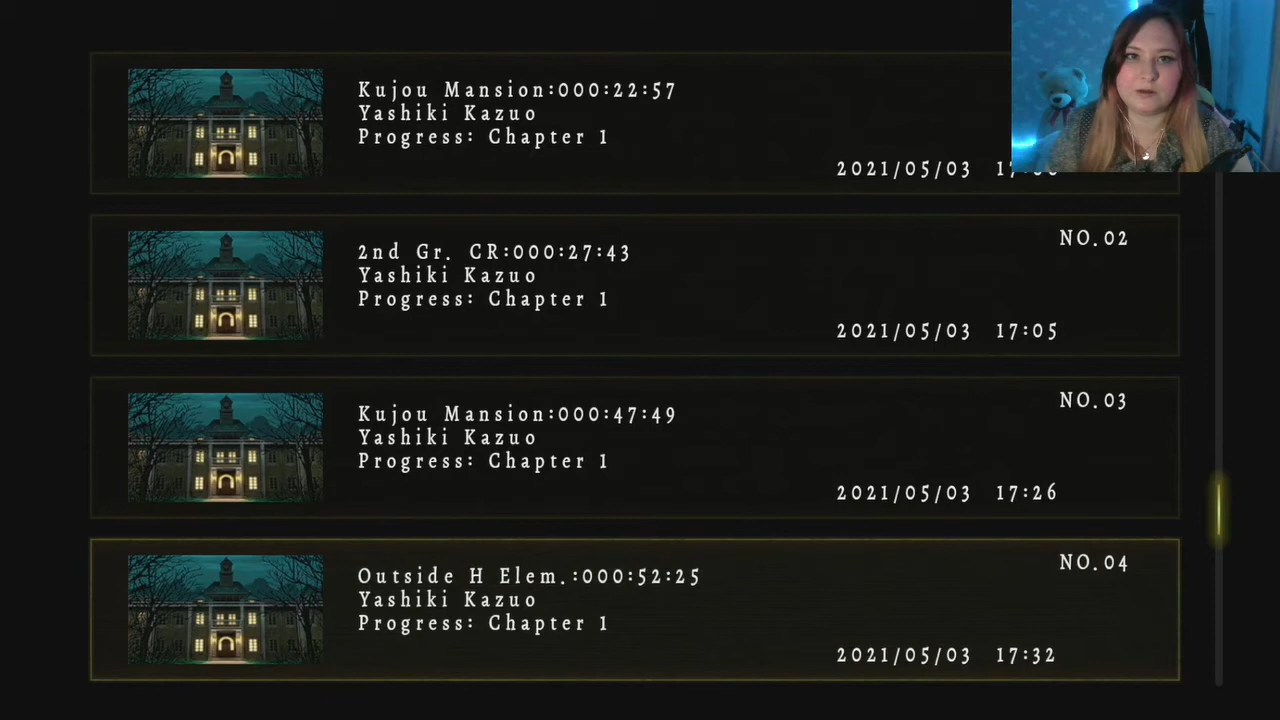 Kujou Mansion:000:22:57
Yashiki Kazuo
Progress: Chapter 1
2021/05/03
NO.02
2nd Gr. CR:000:27:43
Yashiki Kazuo
Progress: Chapter 1
2021/05/03 17:05
NO.03
Kujou Mansion:000:47:49
Yashiki Kazuo
Progress: Chapter 1
2021/05/03 17:26
NO.04
Outside H Elem.:000:52:25
Yashiki Kazuo
Progress: Chapter 1
2021/05/03 17:32